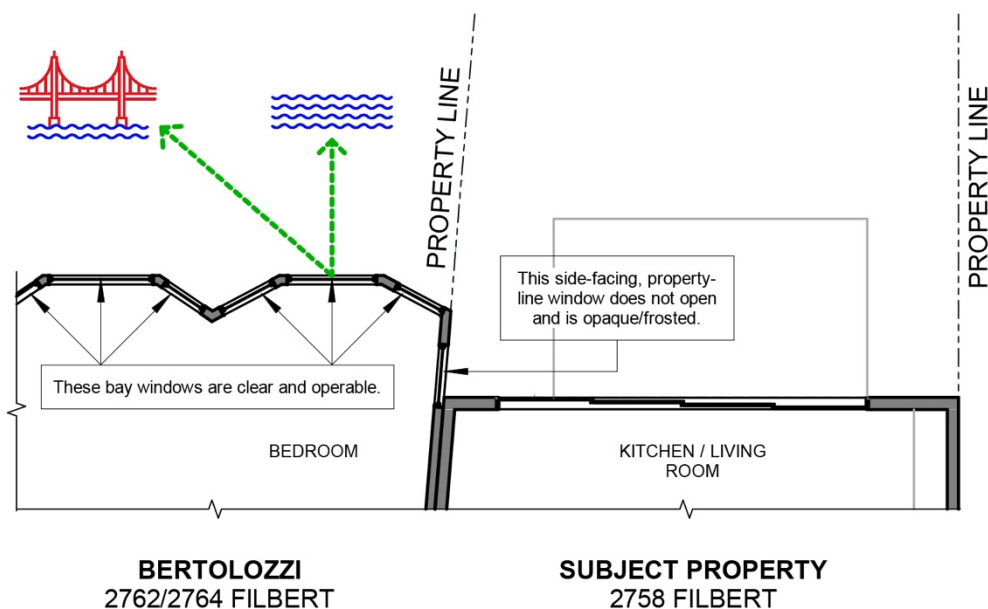 PROPERTY LINE
PROPERTY LINE
This side-facing, property-
line window does not open
and is opaque/frosted.
These bay windows are clear and operable.
BEDROOM
KITCHEN / LIVING
ROOM
BERTOLOZZI
2762/2764 FILBERT
SUBJECT PROPERTY
2758 FILBERT